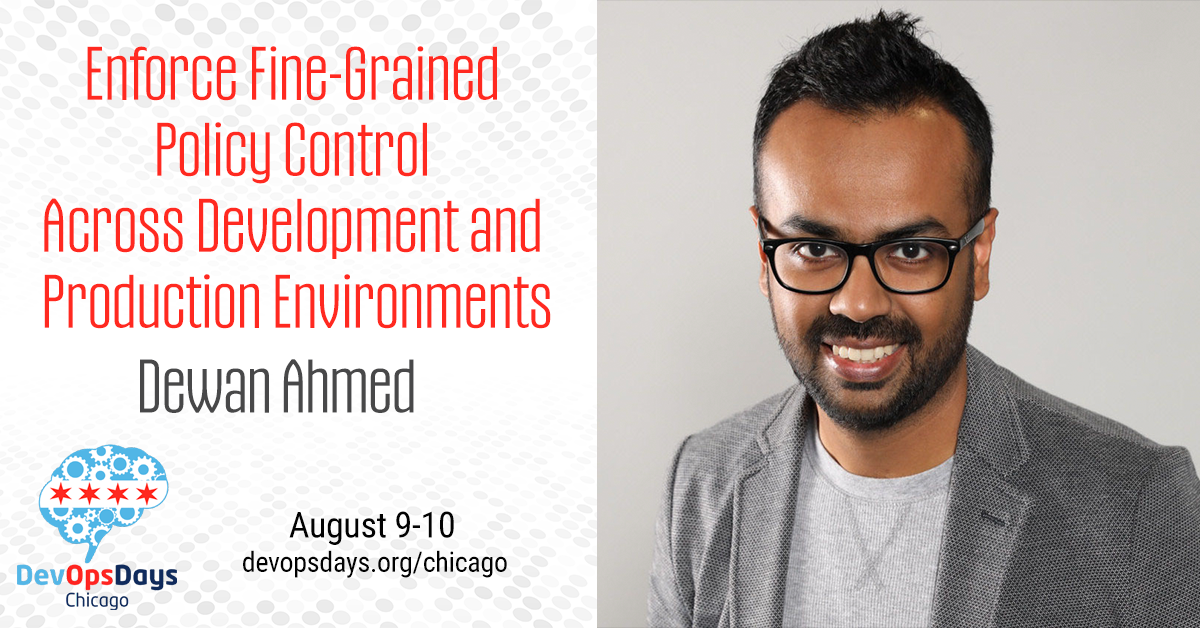 Enforce Fine-Grained
Policy Control
Across Development and
Production Environments
Dewan Ahmed
DevOpsDays
Chicago
August 9-10
devopsdays.org/chicago